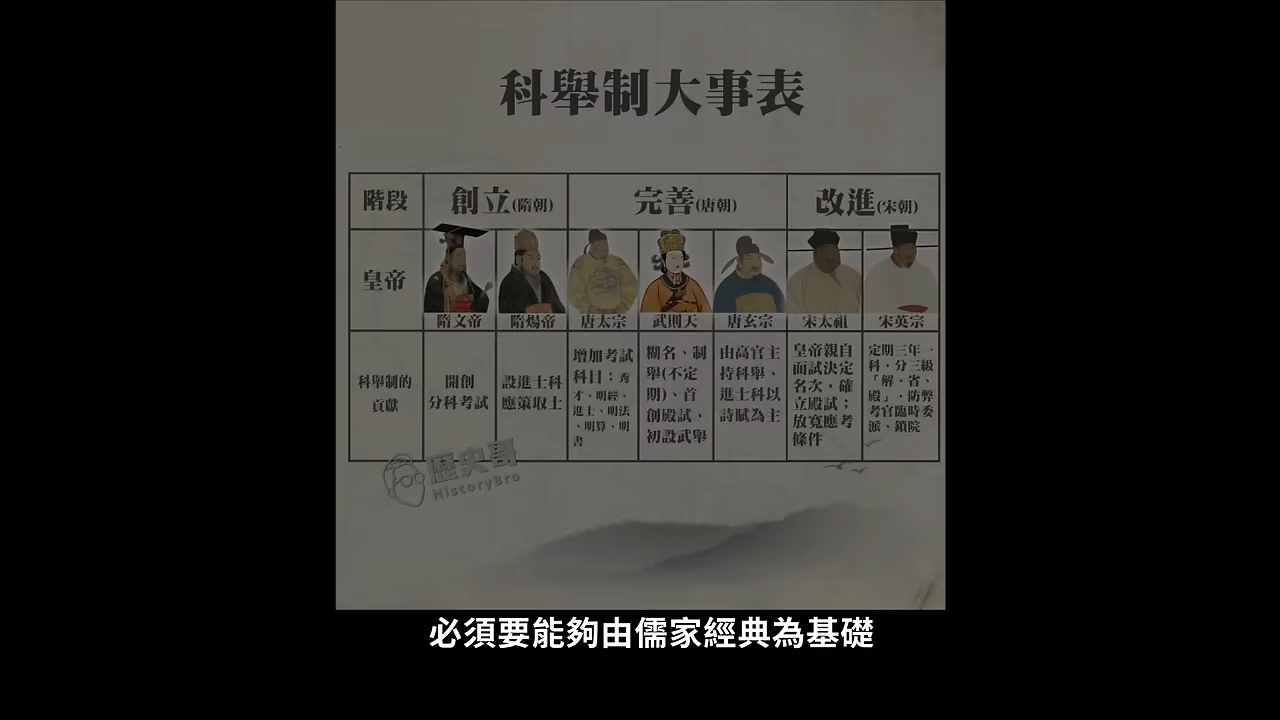 科舉制大事表
階段 創立(隋朝) 完善(唐朝) 改進(宋朝)
皇帝
隋文帝 隋煬帝 唐太宗 武則天 唐玄宗 宋太祖 宋英宗
科舉制的
貢獻
開創
分科考試
設進士科
應策取士
增加考試
科目：秀
才、明經、
進士、明法
、明算、明
書
糊名、制
舉(不定
期)、首
創殿試、
初設武舉
由高官主
持科舉、
進士科以
詩賦為主
皇帝親自
面試決定
名次，確
立殿試；
放寬應考
條件
定期三年一
科，分三級
「解、省、
殿」，防弊
考官臨時委
派、鎖院
歷史哥
HistoryBro
必須要能夠由儒家經典為基礎